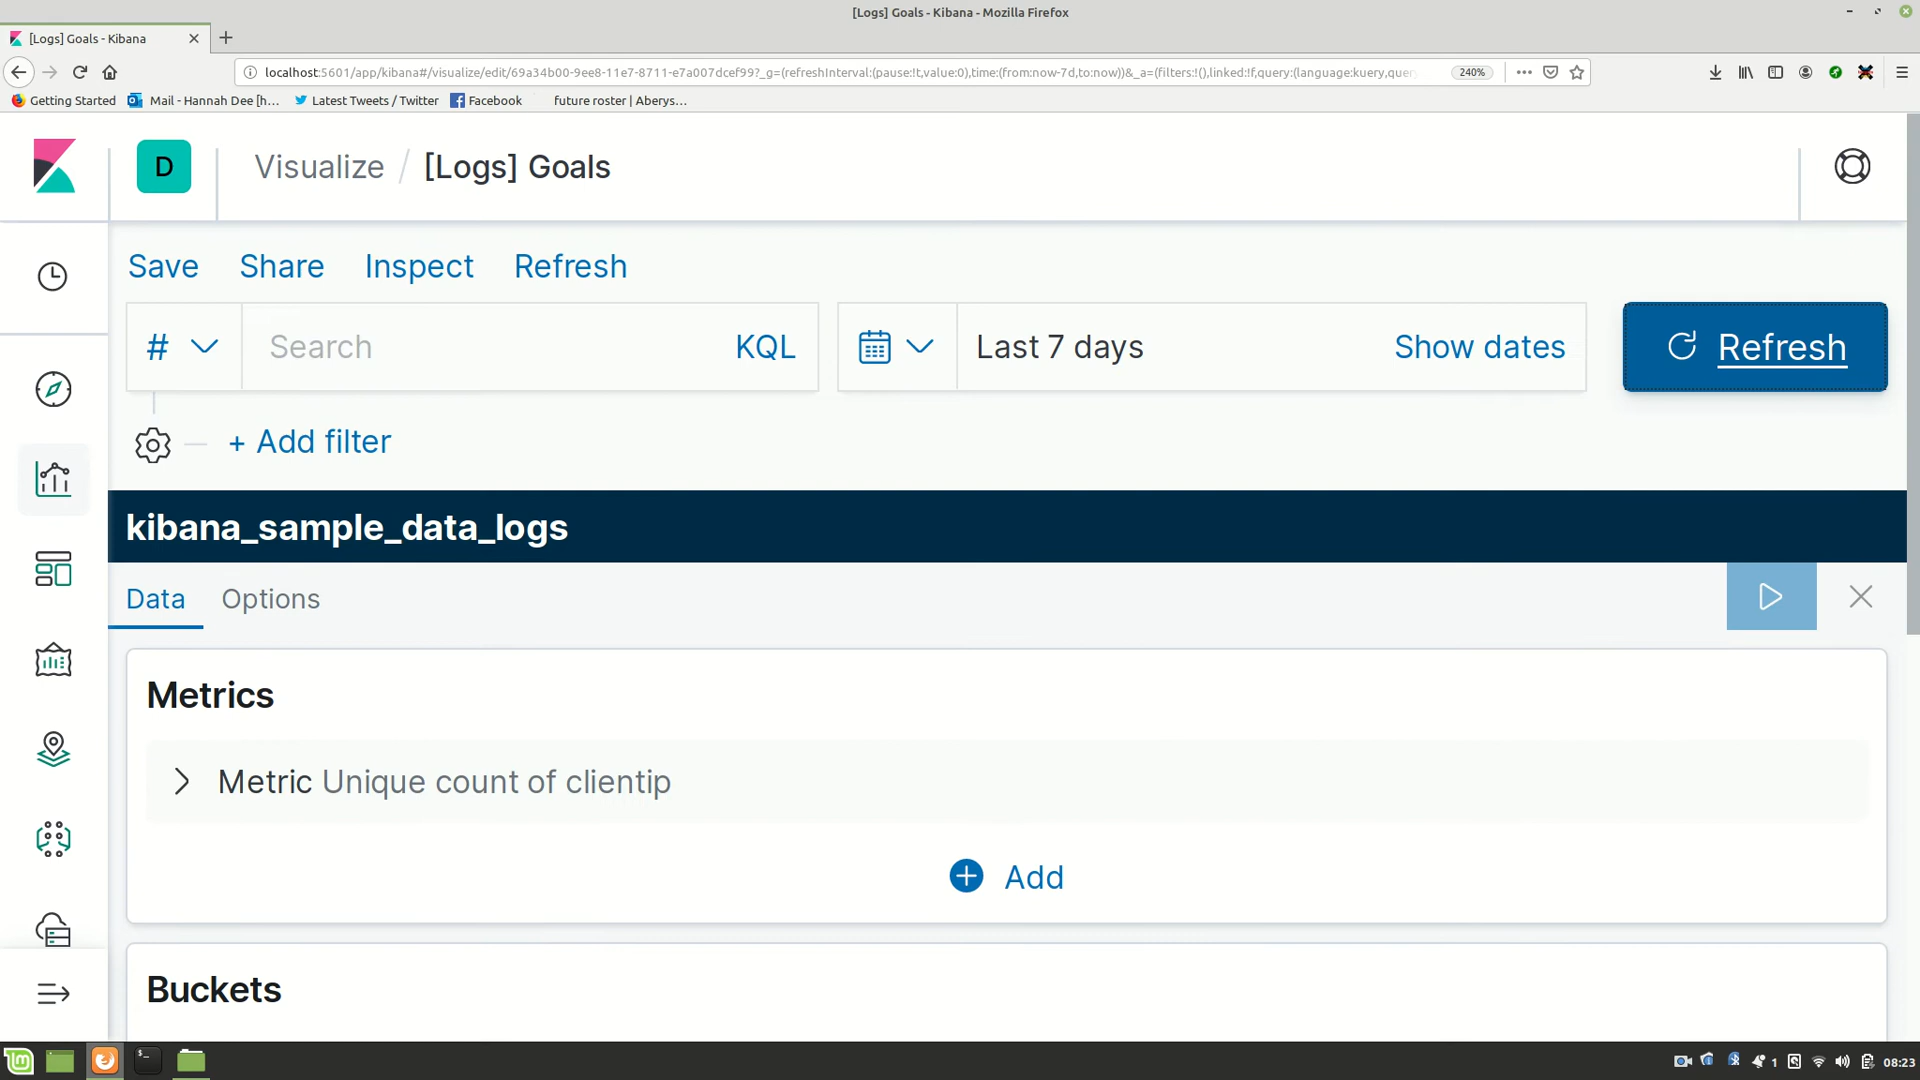 [Logs] Goals - Kibana - Mozilla Firefox
[Logs] Goals - Kibana
localhost:5601/app/kibana#/visualize/edit/69a34b00-9ee8-11e7-8711-e7a007dcef99?_g=(refreshInterval:(pause:!t,value:0),time:(from:now-7d,to:now))&_a=(filters:!(),linked:!f,query:(language:kuery,quer
240%
Getting Started
Mail - Hannah Dee [h...
Latest Tweets / Twitter
Facebook
future roster | Aberys...
D
Visualize / [Logs] Goals
Save Share Inspect Refresh
# Search KQL
Last 7 days Show dates
Refresh
+ Add filter
kibana_sample_data_logs
Data Options
Metrics
Metric Unique count of clientip
Add
Buckets
1
08:23